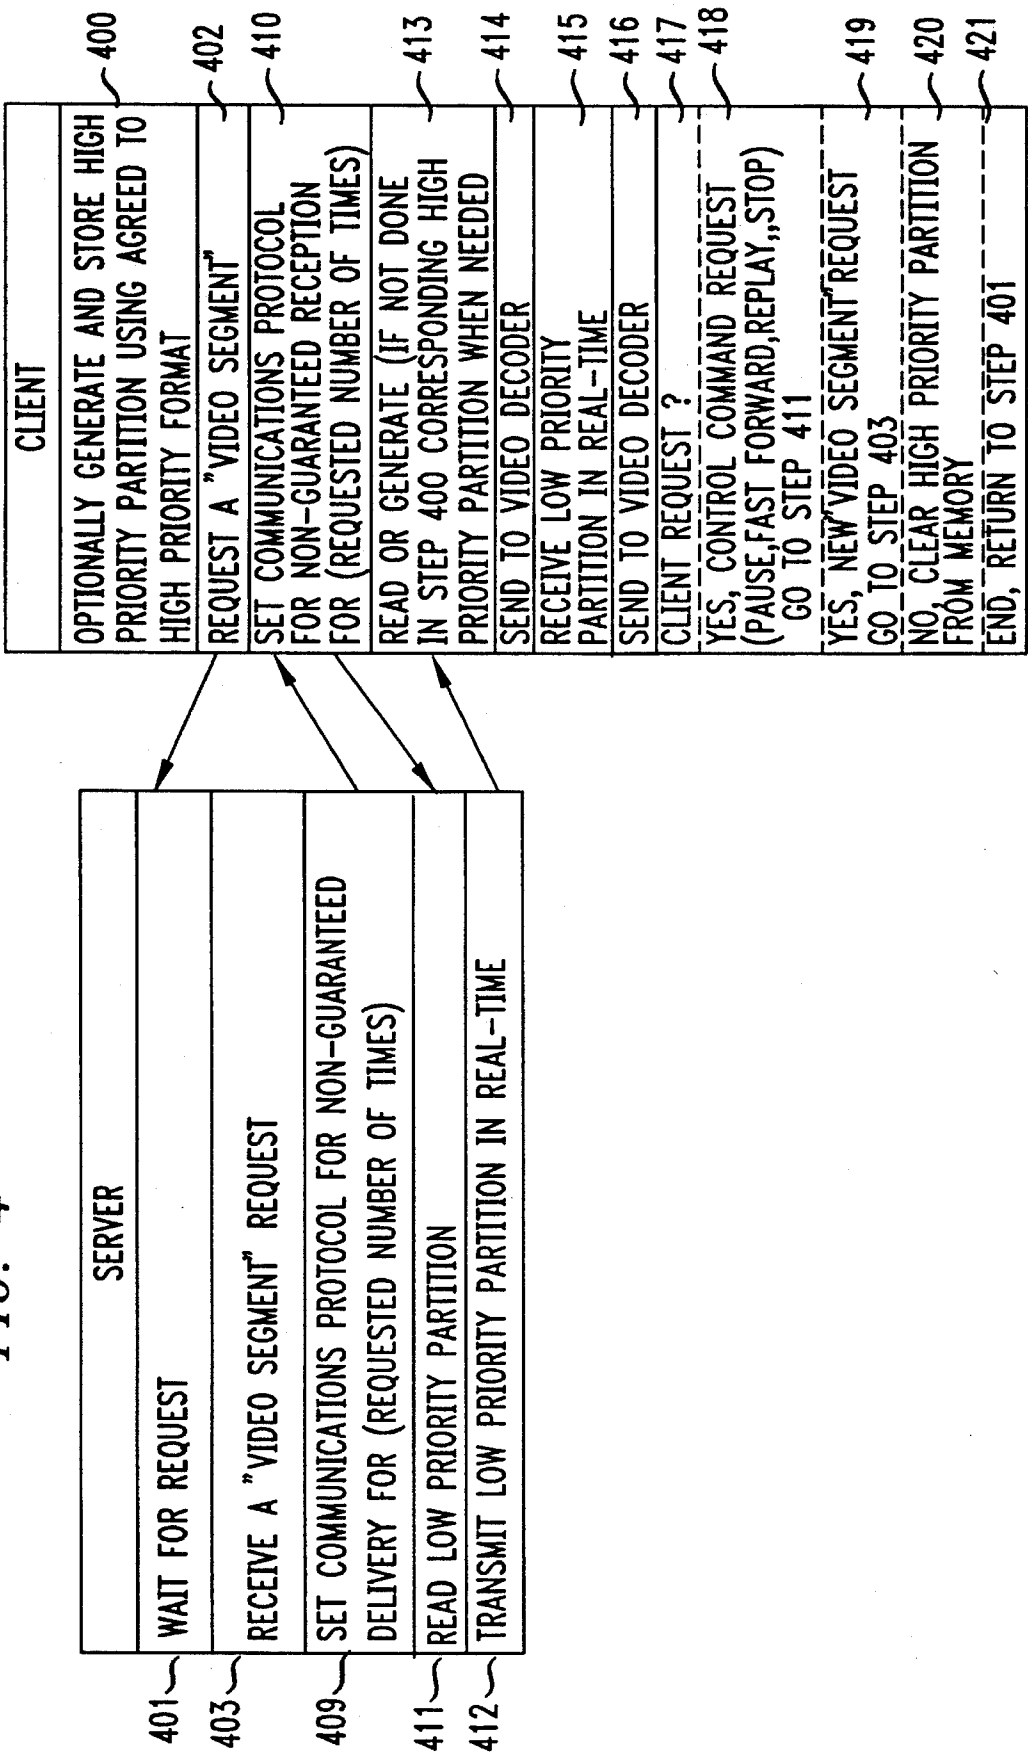 FIG. 4
SERVER
401
WAIT FOR REQUEST
403
RECEIVE A "VIDEO SEGMENT" REQUEST
409
SET COMMUNICATIONS PROTOCOL FOR NON-GUARANTEED
DELIVERY FOR (REQUESTED NUMBER OF TIMES)
411
READ LOW PRIORITY PARTITION
412
TRANSMIT LOW PRIORITY PARTITION IN REAL-TIME
CLIENT
OPTIONALLY GENERATE AND STORE HIGH
PRIORITY PARTITION USING AGREED TO
HIGH PRIORITY FORMAT
400
REQUEST A "VIDEO SEGMENT"
402
SET COMMUNICATIONS PROTOCOL
FOR NON-GUARANTEED RECEPTION
FOR (REQUESTED NUMBER OF TIMES)
410
READ OR GENERATE (IF NOT DONE
IN STEP 400 CORRESPONDING HIGH
PRIORITY PARTITION WHEN NEEDED
413
SEND TO VIDEO DECODER
414
RECEIVE LOW PRIORITY
PARTITION IN REAL-TIME
415
SEND TO VIDEO DECODER
416
CLIENT REQUEST ?
417
YES, CONTROL COMMAND REQUEST
(PAUSE,FAST FORWARD,REPLAY,,STOP)
GO TO STEP 411
418
YES, NEW"VIDEO SEGMENT"REQUEST
GO TO STEP 403
419
NO, CLEAR HIGH PRIORITY PARTITION
FROM MEMORY
420
END, RETURN TO STEP 401
421